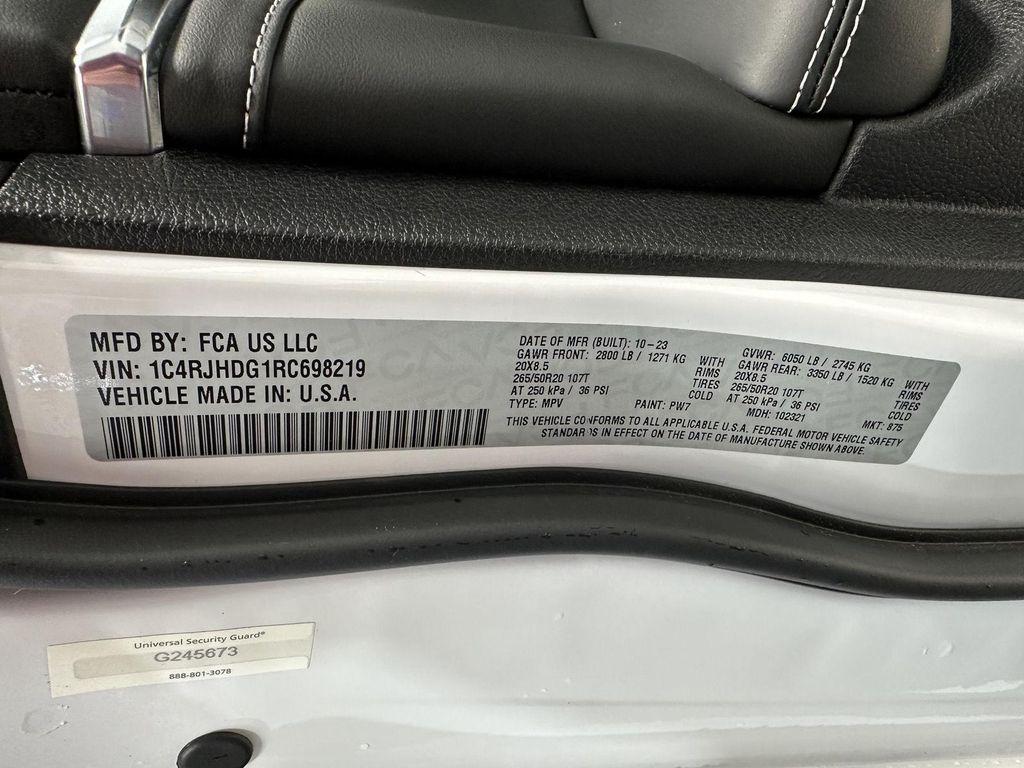 MFD BY: FCA US LLC
VIN: 1C4RJHDG1RC698219
VEHICLE MADE IN: U.S.A.
DATE OF MFR (BUILT): 10-23
GAWR FRONT: 2800 LB / 1271 KG WITH
20X8.5 RIMS
265/50R20 107T TIRES
AT 250 kPa / 36 PSI COLD
TYPE: MPV PAINT: PW7
GVWR: 6050 LB / 2745 KG
GAWR REAR: 3350 LB / 1520 KG WITH
20X8.5 RIMS
265/50R20 107T TIRES
AT 250 kPa / 36 PSI COLD
MDH: 102321 MKT: 875
THIS VEHICLE CONFORMS TO ALL APPLICABLE U.S.A. FEDERAL MOTOR VEHICLE SAFETY
STANDARDS IN EFFECT ON THE DATE OF MANUFACTURE SHOWN ABOVE.
Universal Security Guard®
G245673
888-801-3078